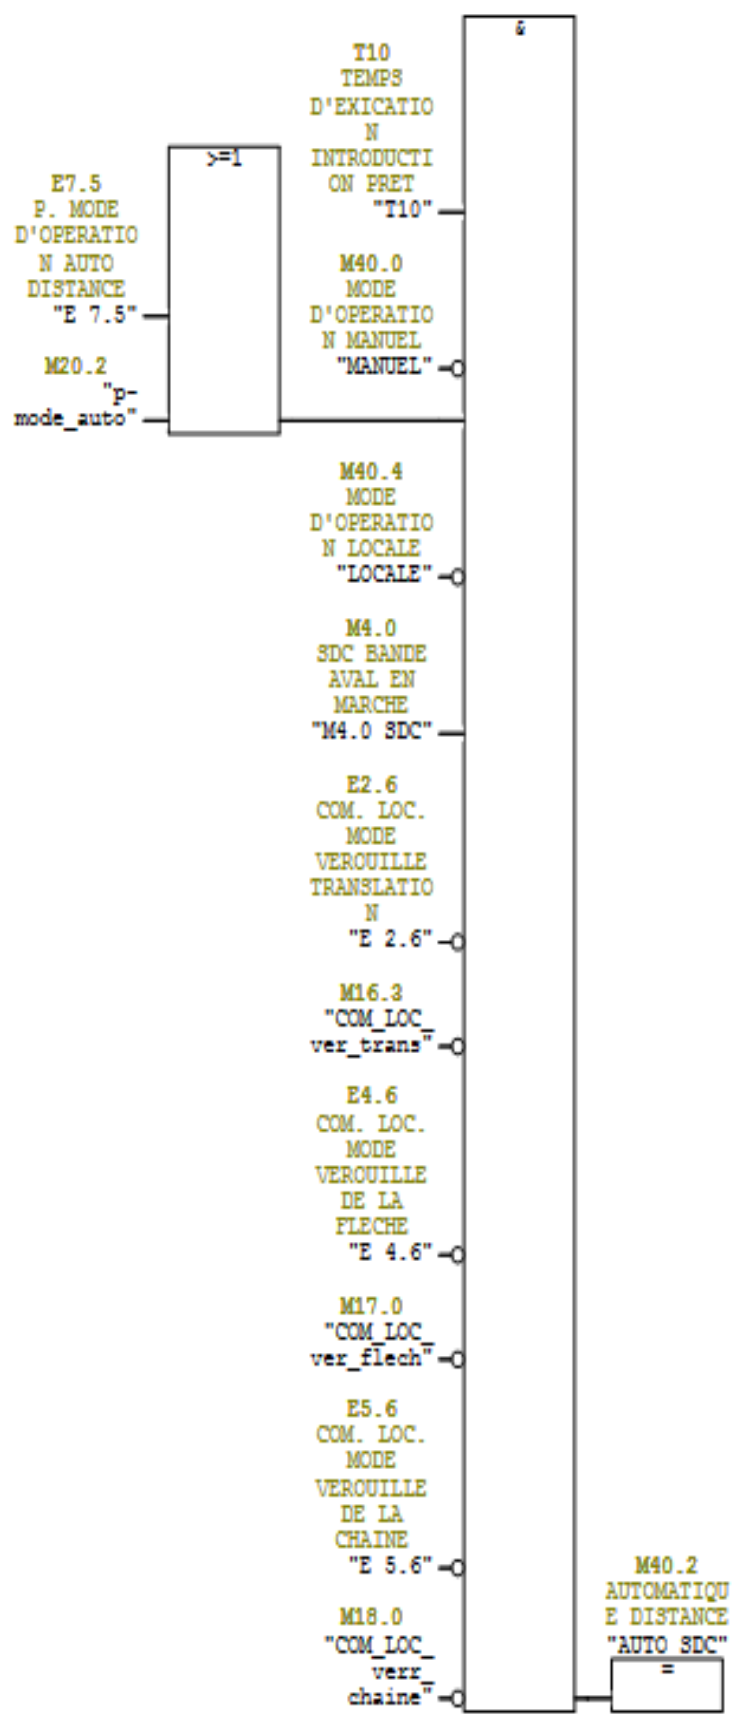 &
T10
TEMPS
D'EXICATIO
N
INTRODUCTI
ON PRET
"T10"
>=1
E7.5
P. MODE
D'OPERATIO
N AUTO
DISTANCE
"E 7.5"
M20.2
"p-
mode_auto"
M40.0
MODE
D'OPERATIO
N MANUEL
"MANUEL"
M40.4
MODE
D'OPERATIO
N LOCALE
"LOCALE"
M4.0
SDC BANDE
AVAL EN
MARCHE
"M4.0 SDC"
E2.6
COM. LOC.
MODE
VEROUILLE
TRANSLATIO
N
"E 2.6"
M16.3
"COM_LOC_
ver_trans"
E4.6
COM. LOC.
MODE
VEROUILLE
DE LA
FLECHE
"E 4.6"
M17.0
"COM_LOC_
ver_flech"
E5.6
COM. LOC.
MODE
VEROUILLE
DE LA
CHAINE
"E 5.6"
M18.0
"COM_LOC_
verr_
chaine"
M40.2
AUTOMATIQU
E DISTANCE
"AUTO SDC"
=